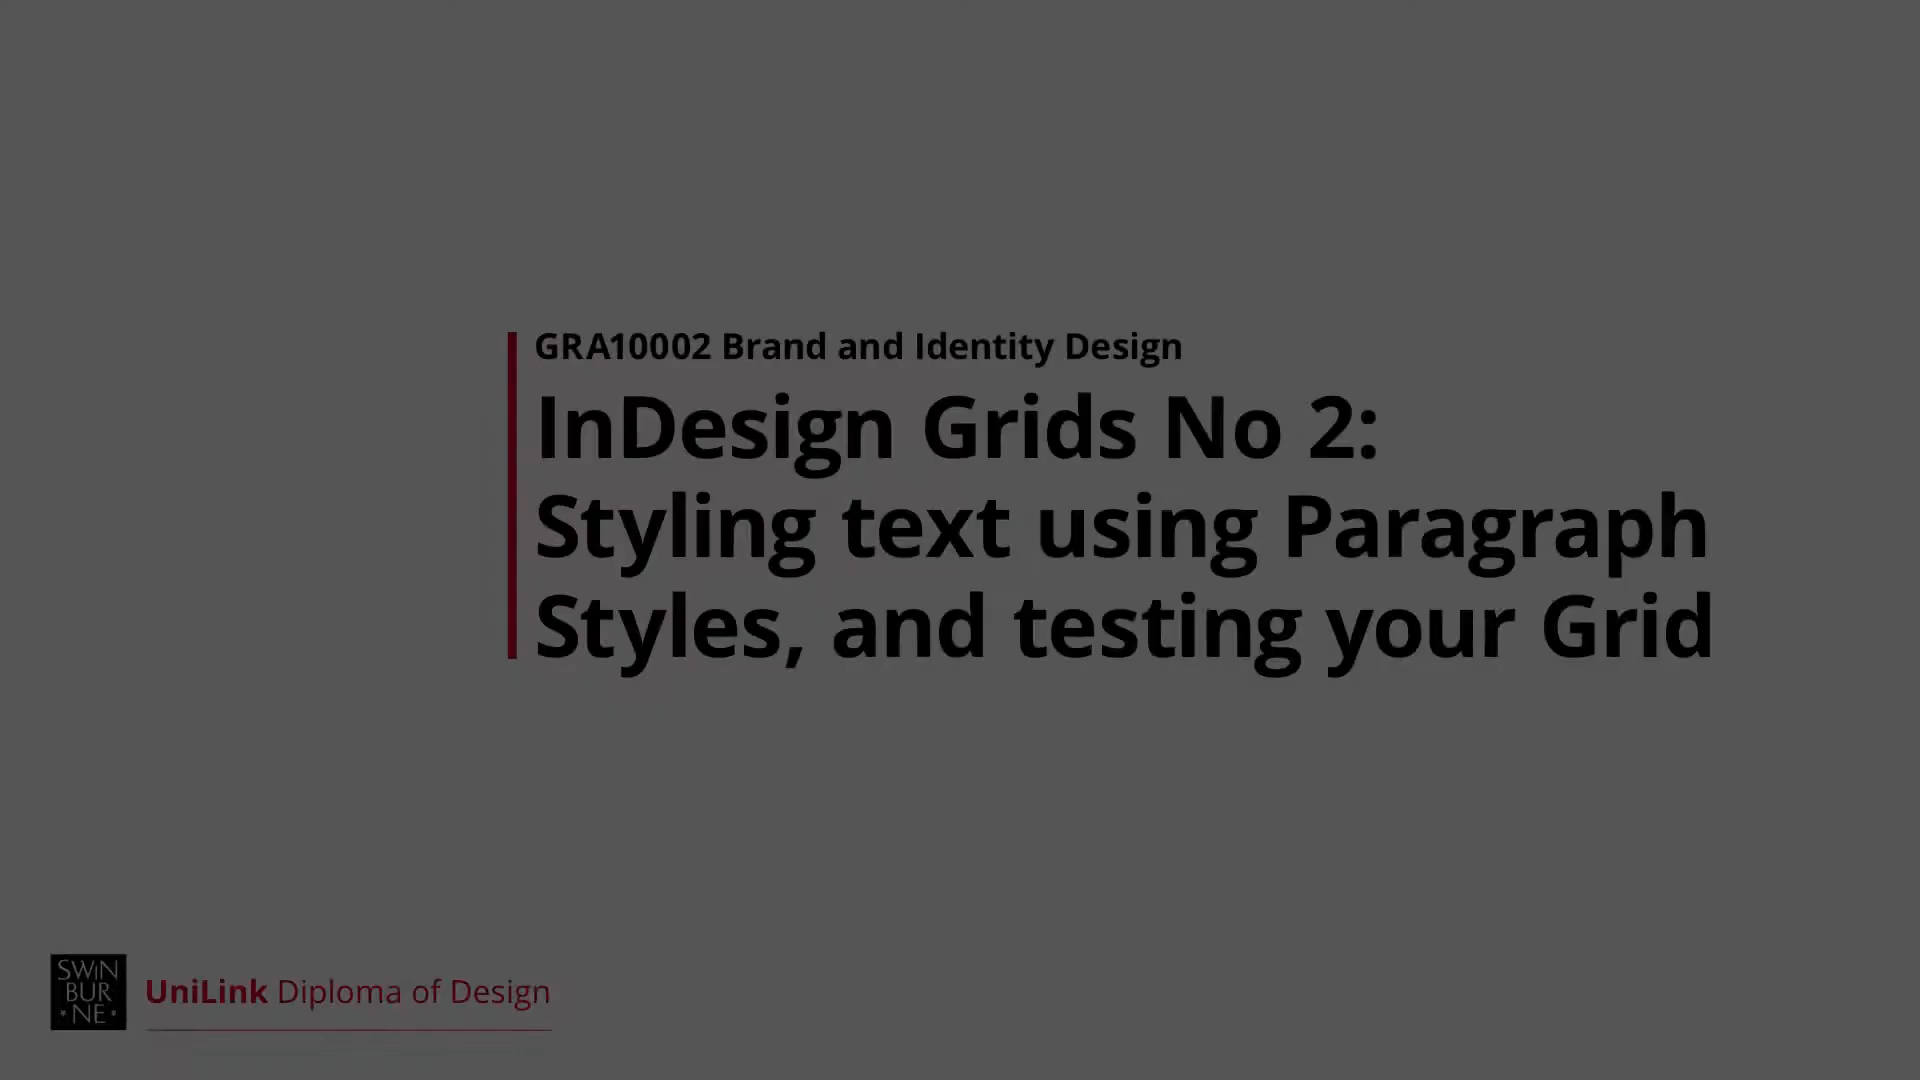 GRA10002 Brand and Identity Design
InDesign Grids No 2:
Styling text using Paragraph
Styles, and testing your Grid
SWIN
BUR
*NE*
UniLink Diploma of Design